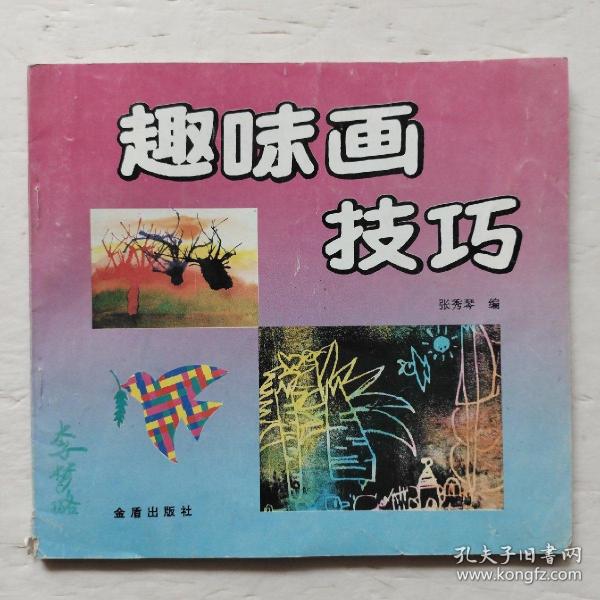 趣味画
技巧
张秀琴 编
金盾出版社
孔夫子旧书网
www.kongfz.com